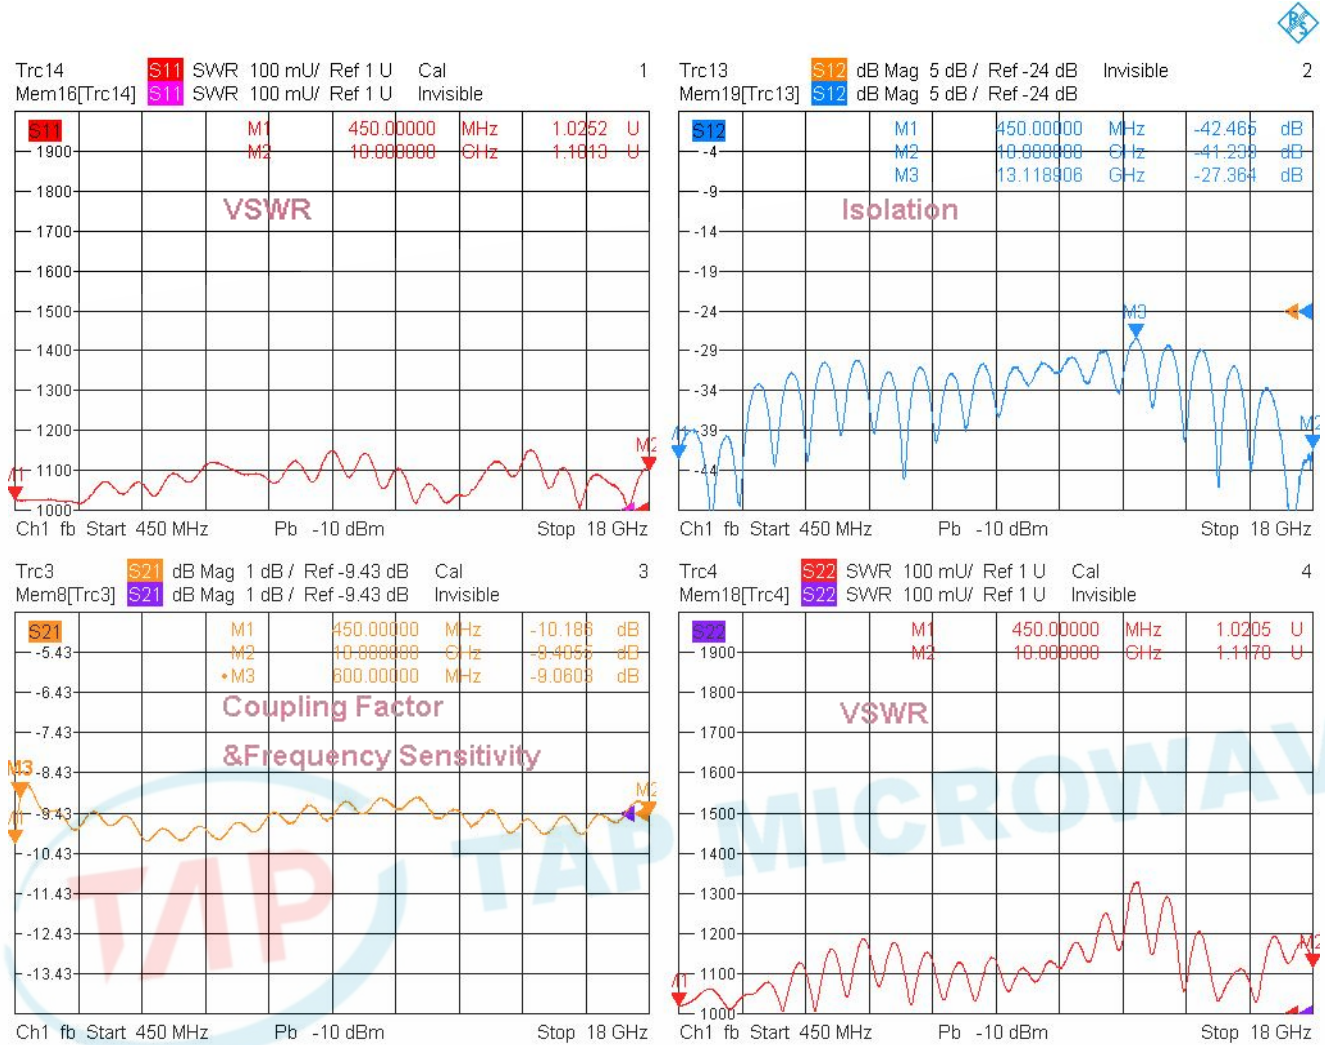 R&S
Trc14 S11 SWR 100 mU/ Ref 1 U Cal 1
Mem16[Trc14] S11 SWR 100 mU/ Ref 1 U Invisible
S11 M1 450.00000 MHz 1.0252 U
1900 M2 10.000000 GHz 1.1013 U
1800
VSWR
1700
1600
1500
1400
1300
1200
M2
1100
M1
1000
Ch1 fb Start 450 MHz Pb -10 dBm Stop 18 GHz
Trc13 S12 dB Mag 5 dB / Ref -24 dB Invisible 2
Mem19[Trc13] S12 dB Mag 5 dB / Ref -24 dB
S12 M1 450.00000 MHz -42.465 dB
-4 M2 10.000000 GHz -41.239 dB
M3 13.118906 GHz -27.364 dB
-9
Isolation
-14
-19
-24
M3
-29
-34
-39
M1 M2
-44
Ch1 fb Start 450 MHz Pb -10 dBm Stop 18 GHz
Trc3 S21 dB Mag 1 dB / Ref -9.43 dB Cal 3
Mem8[Trc3] S21 dB Mag 1 dB / Ref -9.43 dB Invisible
S21 M1 450.00000 MHz -10.186 dB
-5.43 M2 10.000000 GHz -9.4055 dB
•M3 600.00000 MHz -9.0603 dB
-6.43
Coupling Factor
-7.43
&Frequency Sensitivity
M3 -8.43
M2
-9.43
M1
-10.43
-11.43
-12.43
-13.43
Ch1 fb Start 450 MHz Pb -10 dBm Stop 18 GHz
Trc4 S22 SWR 100 mU/ Ref 1 U Cal 4
Mem18[Trc4] S22 SWR 100 mU/ Ref 1 U Invisible
S22 M1 450.00000 MHz 1.0205 U
1900 M2 10.000000 GHz 1.1170 U
1800
VSWR
1700
1600
1500
1400
1300
1200
M2
1100
M1
1000
Ch1 fb Start 450 MHz Pb -10 dBm Stop 18 GHz
TAP TAP MICROWAV